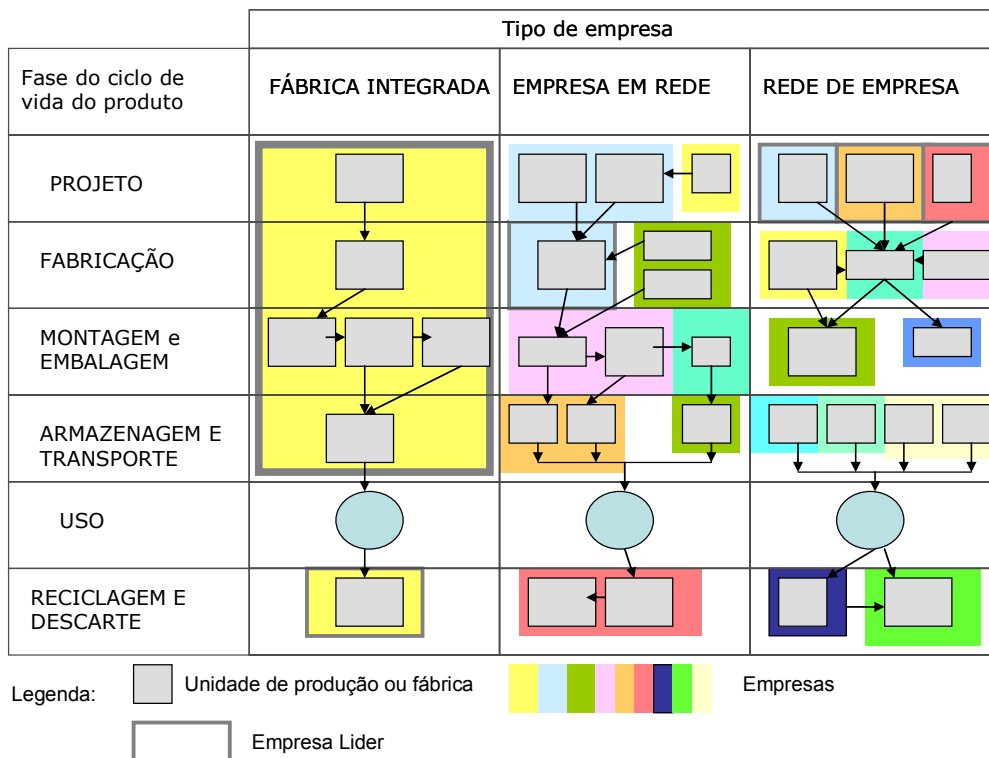 Tipo de empresa
Fase do ciclo de
vida do produto
FÁBRICA INTEGRADA
EMPRESA EM REDE
REDE DE EMPRESA
PROJETO
FABRICAÇÃO
MONTAGEM e
EMBALAGEM
ARMAZENAGEM E
TRANSPORTE
USO
RECICLAGEM E
DESCARTE
Legenda:
Unidade de produção ou fábrica
Empresas
Empresa Lider